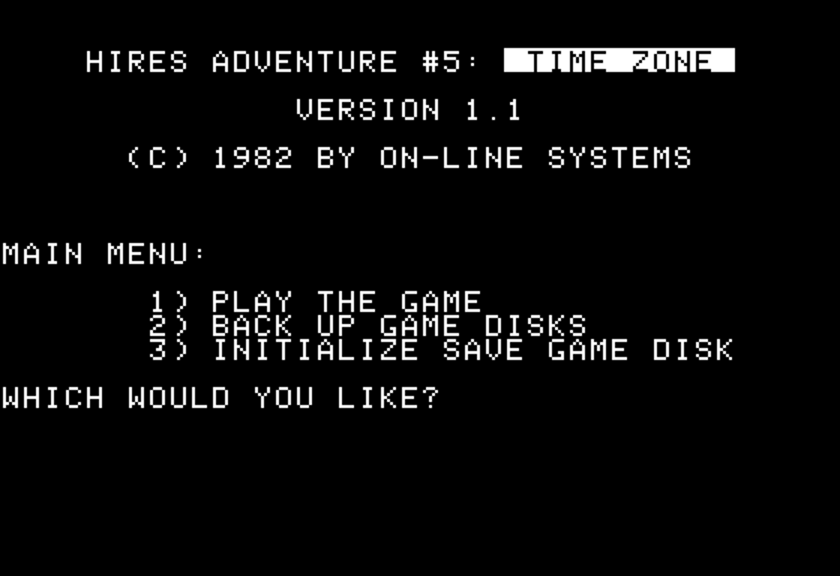 HIRES ADVENTURE #5: TIME ZONE
VERSION 1.1
(C) 1982 BY ON-LINE SYSTEMS
MAIN MENU:
1) PLAY THE GAME
2) BACK UP GAME DISKS
3) INITIALIZE SAVE GAME DISK
WHICH WOULD YOU LIKE?